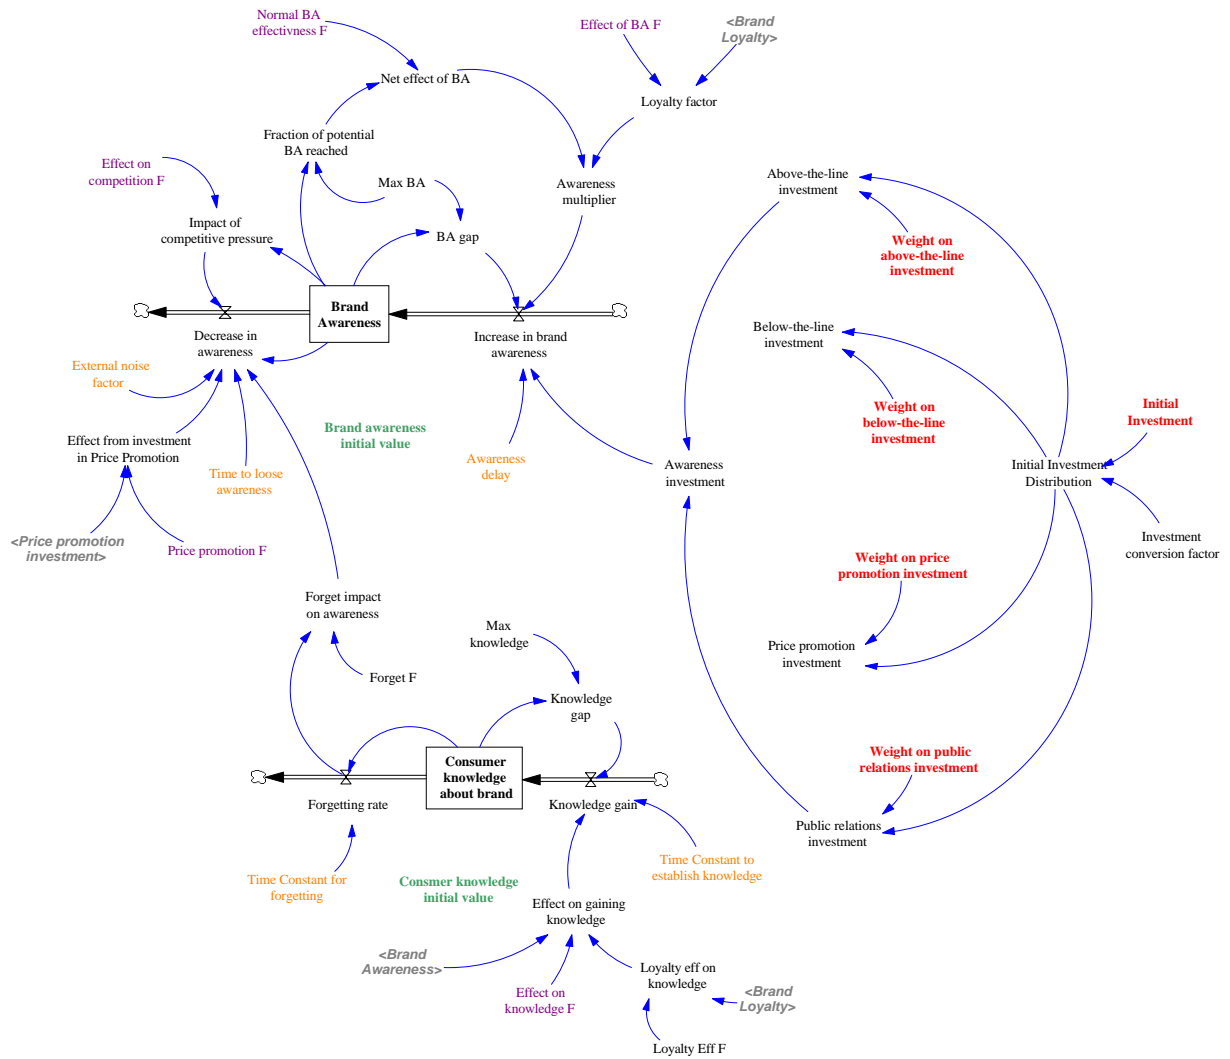 Normal BA
effectivness F
Effect of BA F
<Brand
Loyalty>
Net effect of BA
Loyalty factor
Fraction of potential
BA reached
Effect on
competition F
Max BA
Awareness
multiplier
Above-the-line
investment
Impact of
competitive pressure
BA gap
Weight on
above-the-line
investment
Brand
Awareness
Decrease in
awareness
Increase in brand
awareness
Below-the-line
investment
External noise
factor
Weight on
below-the-line
investment
Initial
Investment
Effect from investment
in Price Promotion
Brand awareness
initial value
Time to loose
awareness
Awareness
delay
Awareness
investment
Initial Investment
Distribution
<Price promotion
investment>
Price promotion F
Investment
conversion factor
Weight on price
promotion investment
Forget impact
on awareness
Max
knowledge
Price promotion
investment
Forget F
Knowledge
gap
Consumer
knowledge
about brand
Weight on public
relations investment
Forgetting rate
Knowledge gain
Public relations
investment
Time Constant for
forgetting
Consmer knowledge
initial value
Time Constant to
establish knowledge
Effect on gaining
knowledge
<Brand
Awareness>
Effect on
knowledge F
Loyalty eff on
knowledge
<Brand
Loyalty>
Loyalty Eff F